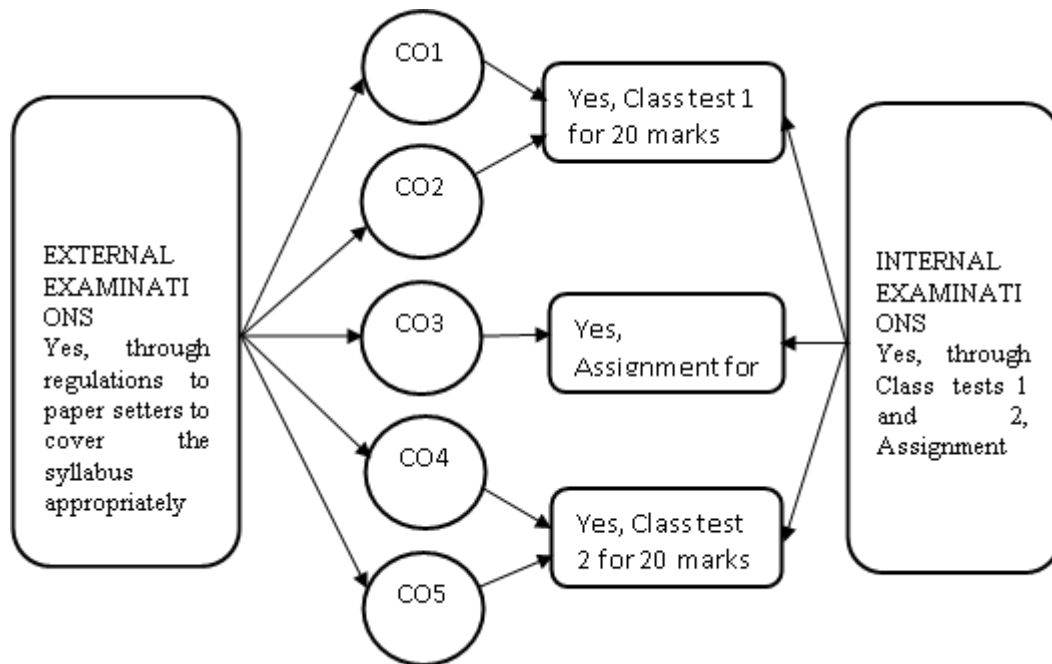 EXTERNAL
EXAMINATI
ONS
Yes, through
regulations to
paper setters to
cover the
syllabus
appropriately
CO1
CO2
CO3
CO4
CO5
Yes, Class test 1
for 20 marks
Yes,
Assignment for
Yes, Class test
2 for 20 marks
INTERNAL
EXAMINATI
ONS
Yes, through
Class tests 1
and 2,
Assignment